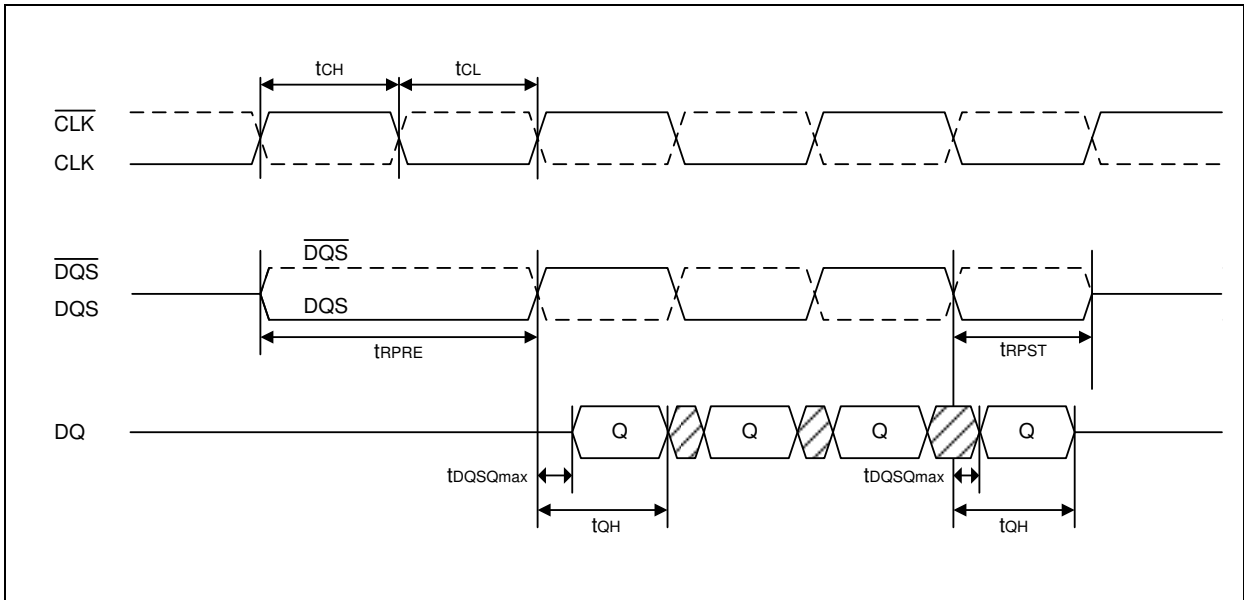 tCH tCL
CLK
CLK
DQS
DQS
DQS
DQS
tRPRE tRPST
DQ Q Q Q Q
tDQSQmax tDQSQmax
tQH tQH